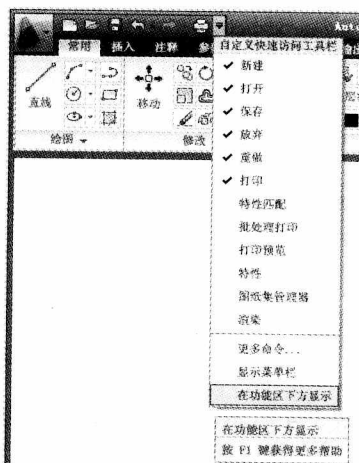 Auto
常用 插入 注释 参
自定义快速访问工具栏
新建
打开
保存
放弃
重做
打印
特性匹配
批处理打印
打印预览
特性
图纸集管理器
渲染
更多命令...
显示菜单栏
在功能区下方显示
直线
移动
绘图
修改
在功能区下方显示
按 F1 键获得更多帮助